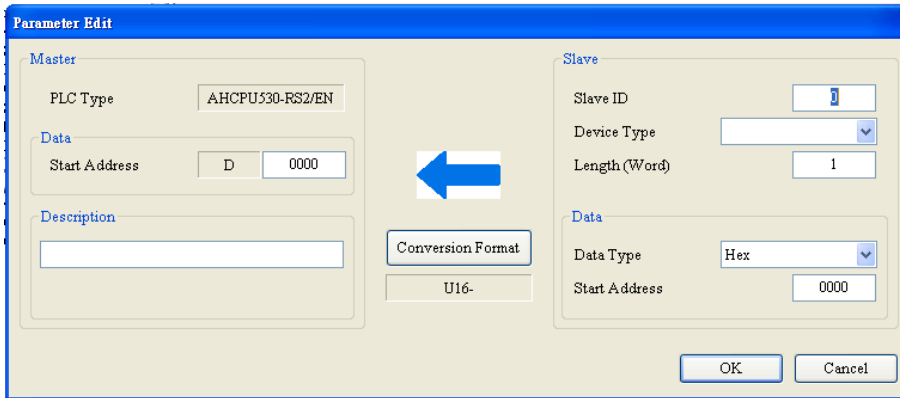 Parameter Edit
Master
PLC Type AHCPU530-RS2/EN
Data
Start Address D 0000
Description
Conversion Format
U16-
Slave
Slave ID 0
Device Type
Length (Word) 1
Data
Data Type Hex
Start Address 0000
OK Cancel